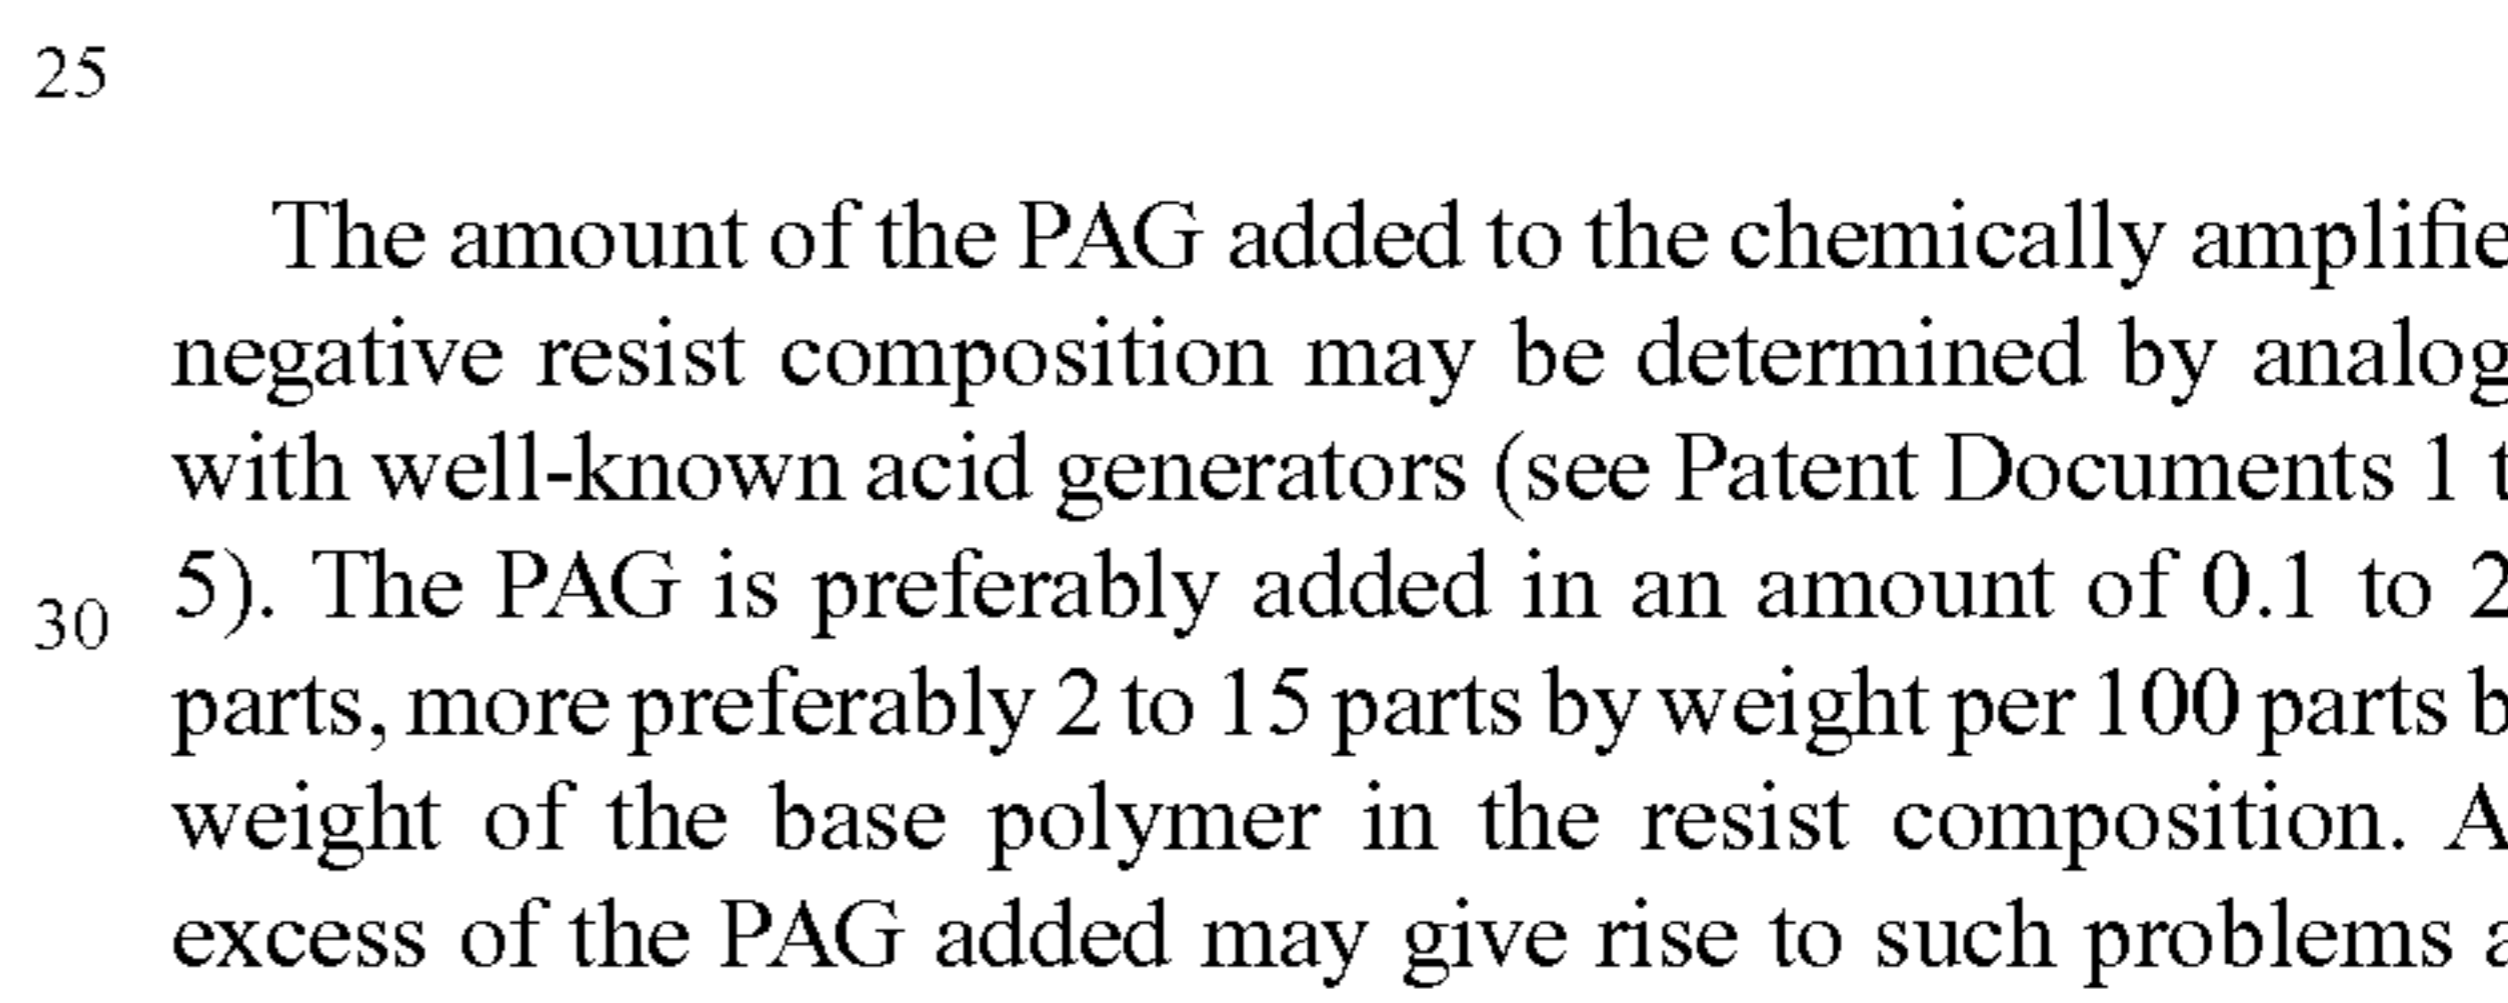 25
The amount of the PAG added to the chemically amplifie
negative resist composition may be determined by analog
with well-known acid generators (see Patent Documents 1 t
5). The PAG is preferably added in an amount of 0.1 to 2
30
parts, more preferably 2 to 15 parts by weight per 100 parts b
weight of the base polymer in the resist composition. A
excess of the PAG added may give rise to such problems a